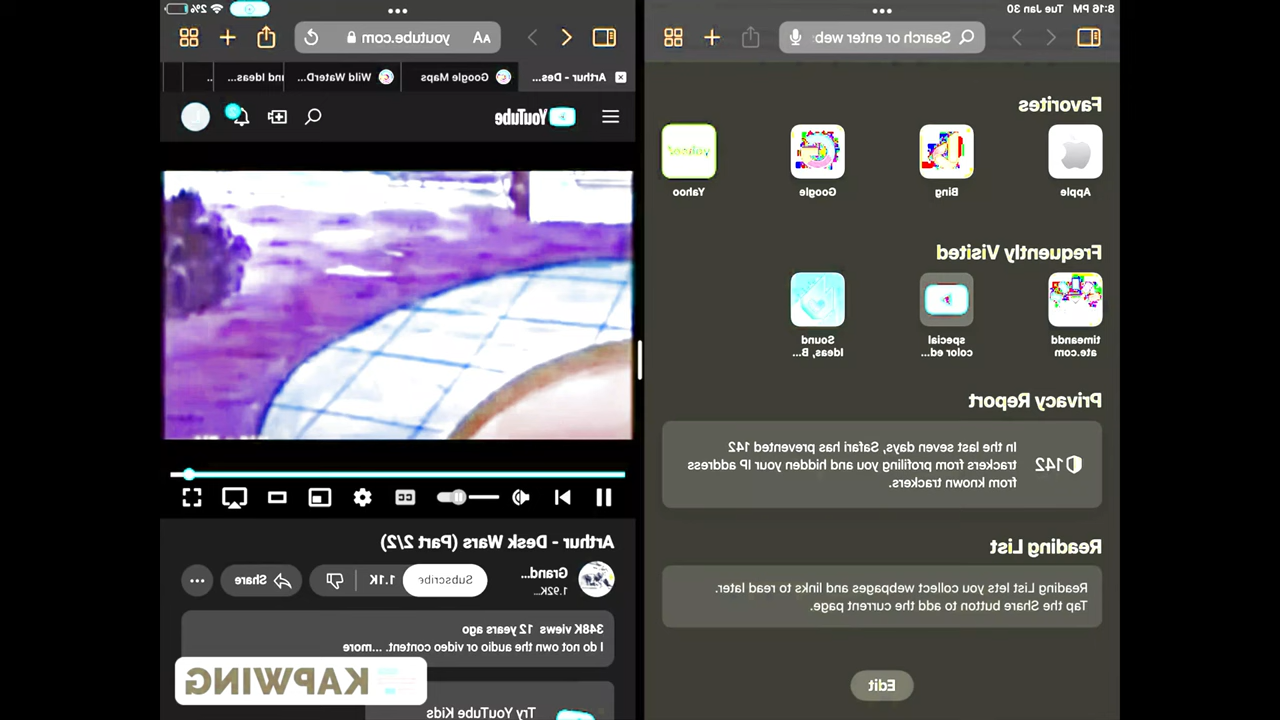 8:16 PM Tue Jan 30
2%
Search or enter web
youtube.com
AA
Arthur - Des...
Google Maps
Wild WaterD...
and Ideas...
YouTube
2
Favorites
Apple
Bing
Google
Yahoo
yahoo!
Frequently Visited
timeandd
ate.com
special
color ed...
Sound
Ideas, B...
Privacy Report
142
In the last seven days, Safari has prevented 142
trackers from profiling you and hidden your IP address
from known trackers.
Reading List
Reading List lets you collect webpages and links to read later.
Tap the Share button to add the current page.
Edit
CC
Arthur - Desk Wars (Part 2/2)
Grand...
1.92K...
Subscribe
1.1K
Share
348K views 12 years ago
I do not own the audio or video content. ...more
KAPWING
Try YouTube Kids